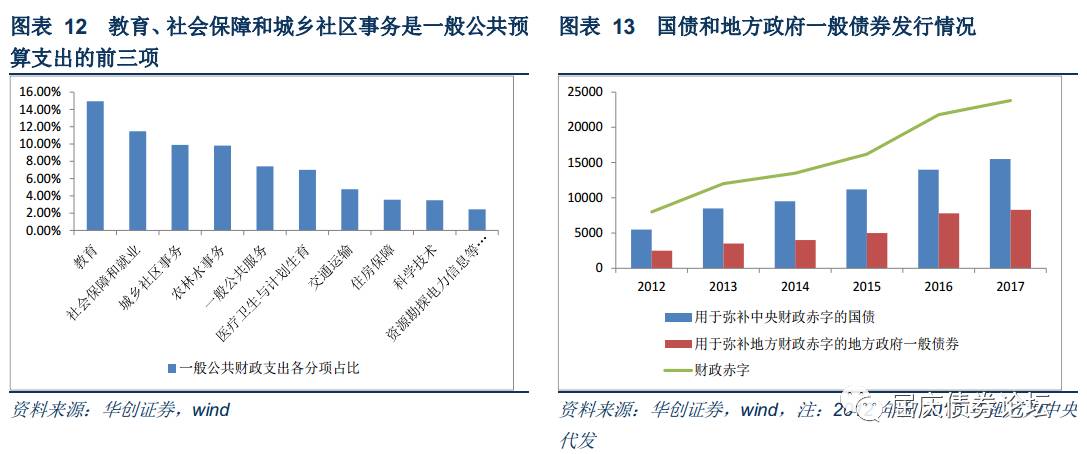 图表 12 教育、社会保障和城乡社区事务是一般公共预
算支出的前三项
16.00%
14.00%
12.00%
10.00%
8.00%
6.00%
4.00%
2.00%
0.00%
教育
社会保障和就业
城乡社区事务
农林水事务
一般公共服务
医疗卫生与计划生育
交通运输
住房保障
科学技术
资源勘探电力信息等…
一般公共财政支出各分项占比
资料来源：华创证券，wind
图表 13 国债和地方政府一般债券发行情况
25000
20000
15000
10000
5000
0
2012
2013
2014
2015
2016
2017
用于弥补中央财政赤字的国债
用于弥补地方财政赤字的地方政府一般债券
财政赤字
资料来源：华创证券，wind，注：中央
代发
屈庆债券论坛